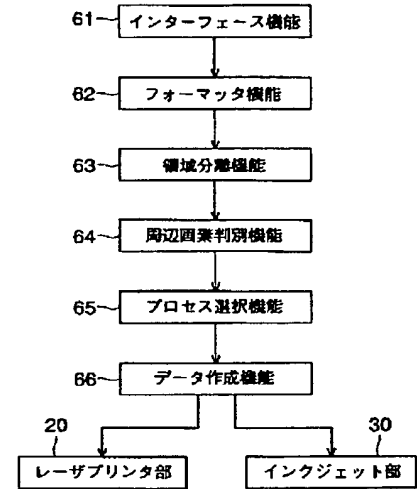 61 インターフェース機能
62 フォーマッタ機能
63 領域分離機能
64 周辺画素判別機能
65 プロセス選択機能
66 データ作成機能
20 30
レーザプリンタ部 インクジェット部